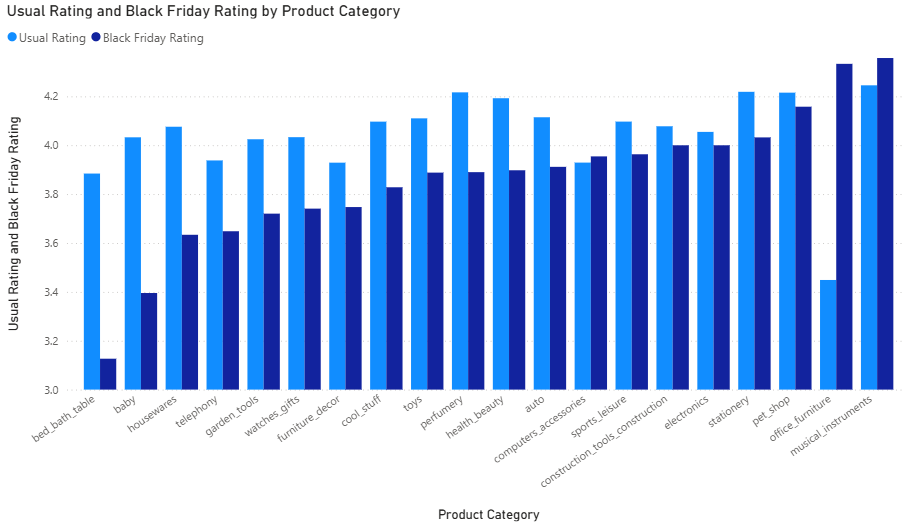 Usual Rating and Black Friday Rating by Product Category
Usual Rating Black Friday Rating
Usual Rating and Black Friday Rating
4.2
4.0
3.8
3.6
3.4
3.2
3.0
bed_bath_table
baby
housewares
telephony
garden_tools
watches_gifts
furniture_decor
cool_stuff
toys
perfumery
health_beauty
auto
computers_accessories
sports_leisure
construction_tools_construction
electronics
stationery
pet_shop
office_furniture
musical_instruments
Product Category